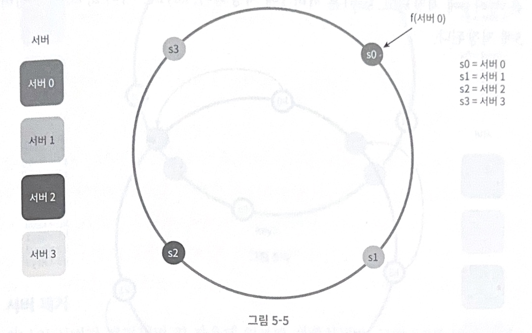 f(서버 0)
서버
서버 0
서버 1
서버 2
서버 3
s3
s0
s2
s1
s0 = 서버 0
s1 = 서버 1
s2 = 서버 2
s3 = 서버 3
그림 5-5